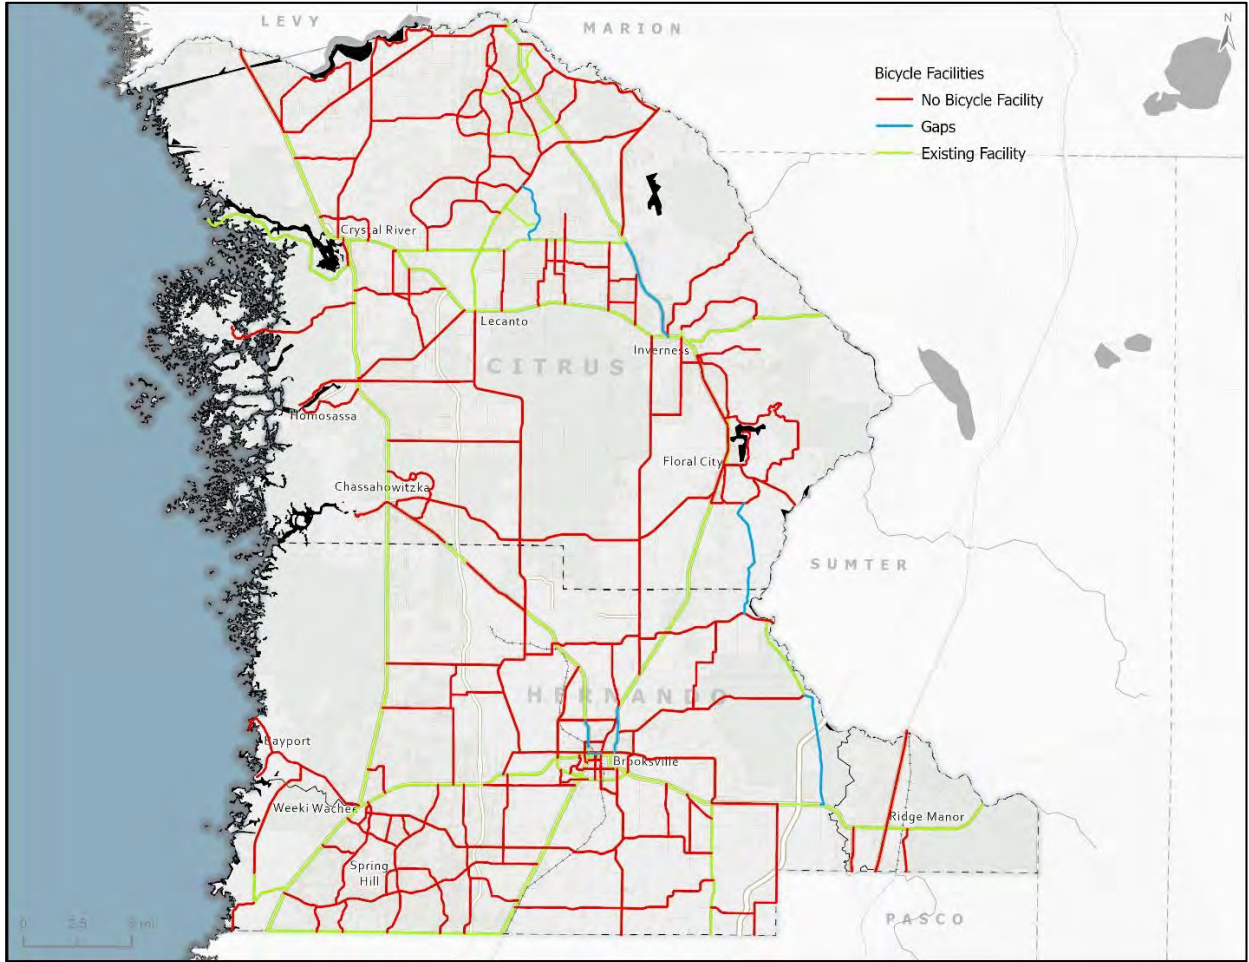 LEVY
MARION
N
Bicycle Facilities
No Bicycle Facility
Gaps
Existing Facility
Crystal River
Lecanto
Inverness
CITRUS
Homosassa
Floral City
Chassahowitzka
SUMTER
HERNANDO
Bayport
Brooksville
Weeki Wachee
Ridge Manor
Spring
Hill
PASCO
0 2.5 5 mi